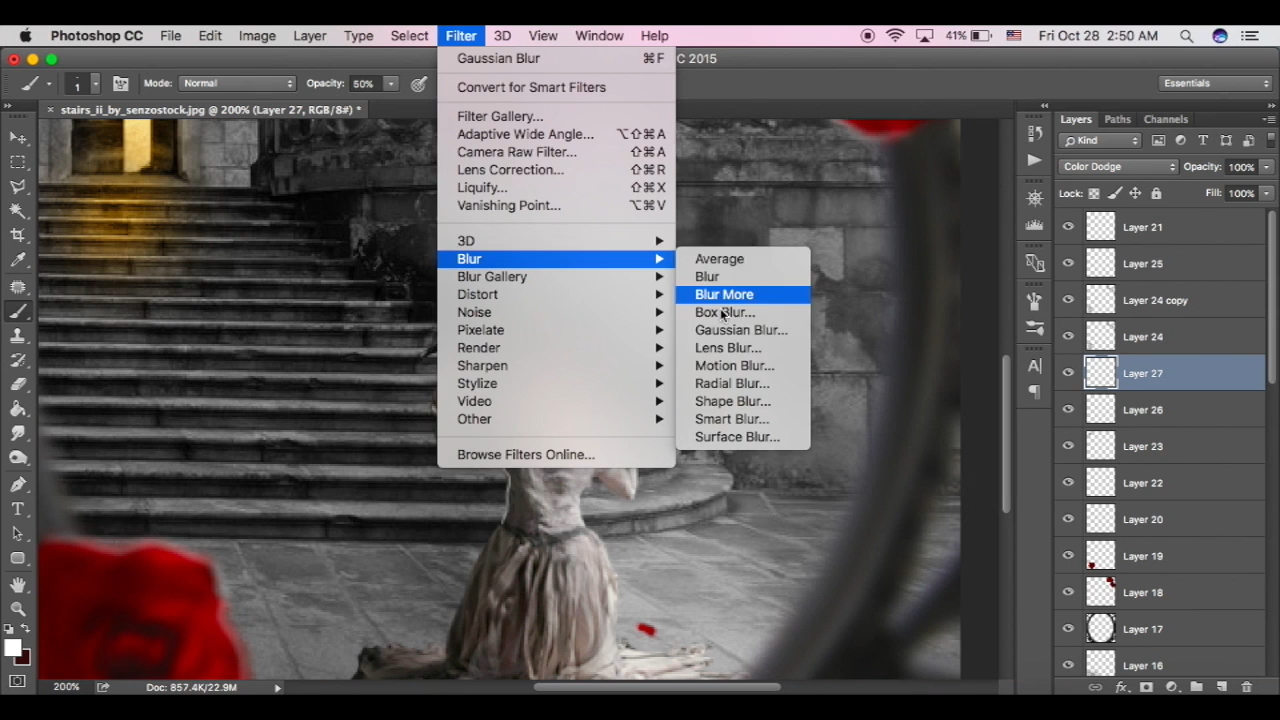 Photoshop CC File Edit Image Layer Type Select Filter 3D View Window Help 41% Fri Oct 28 2:50 AM
C 2015
1 Mode: Normal Opacity: 50% Essentials
× stairs_ii_by_senzostock.jpg @ 200% (Layer 27, RGB/8#) *
Gaussian Blur ⌘F
Convert for Smart Filters
Filter Gallery...
Adaptive Wide Angle... ⌥⇧⌘A
Camera Raw Filter... ⇧⌘A
Lens Correction... ⇧⌘R
Liquify... ⇧⌘X
Vanishing Point... ⌥⌘V
3D
Blur
Blur Gallery
Distort
Noise
Pixelate
Render
Sharpen
Stylize
Video
Other
Browse Filters Online...
Average
Blur
Blur More
Box Blur...
Gaussian Blur...
Lens Blur...
Motion Blur...
Radial Blur...
Shape Blur...
Smart Blur...
Surface Blur...
Layers Paths Channels
Kind
Color Dodge Opacity: 100%
Lock: Fill: 100%
Layer 21
Layer 25
Layer 24 copy
Layer 24
Layer 27
Layer 26
Layer 23
Layer 22
Layer 20
Layer 19
Layer 18
Layer 17
Layer 16
200% Doc: 857.4K/22.9M